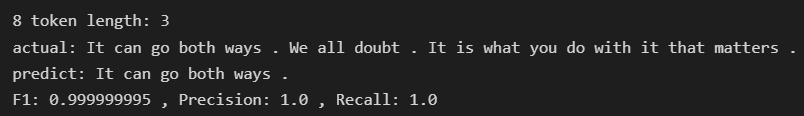 8 token length: 3
actual: It can go both ways . We all doubt . It is what you do with it that matters .
predict: It can go both ways .
F1: 0.999999995 , Precision: 1.0 , Recall: 1.0